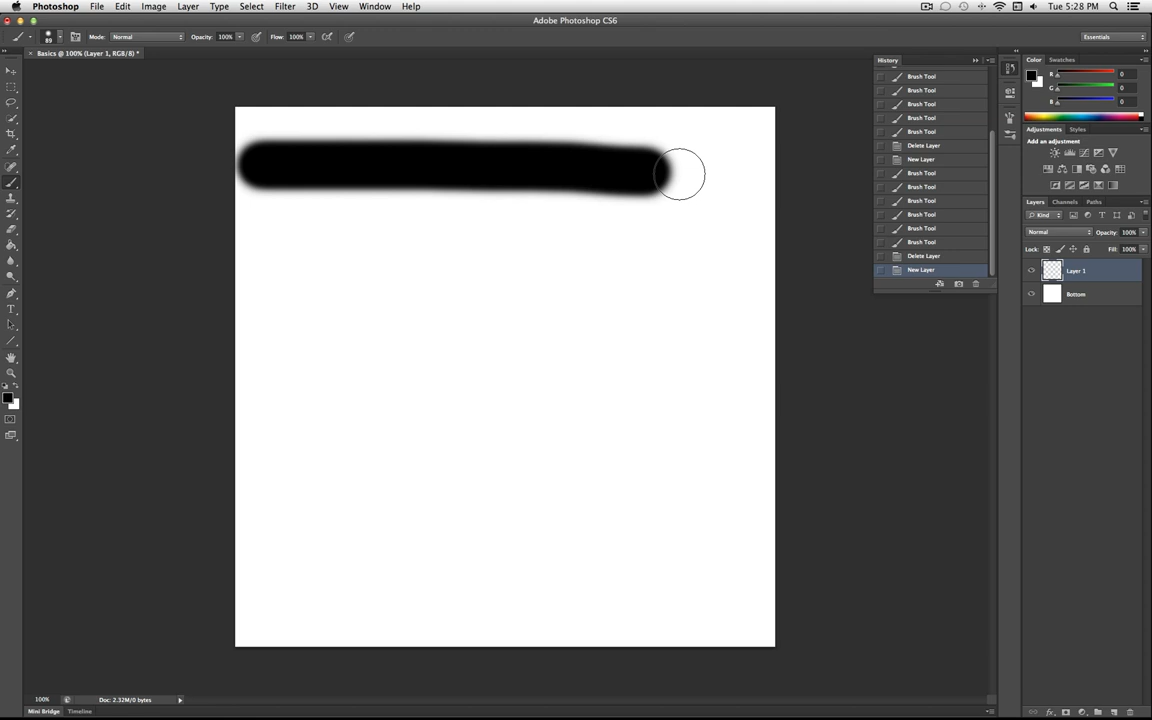 Photoshop File Edit Image Layer Type Select Filter 3D View Window Help Tue 5:28 PM
Adobe Photoshop CS6
89 Mode: Normal Opacity: 100% Flow: 100% Essentials
× Basics @ 100% (Layer 1, RGB/8) *
History
Brush Tool
Brush Tool
Brush Tool
Brush Tool
Brush Tool
Delete Layer
New Layer
Brush Tool
Brush Tool
Brush Tool
Brush Tool
Brush Tool
Brush Tool
Delete Layer
New Layer
Color Swatches
R 0
G 0
B 0
Adjustments Styles
Add an adjustment
Layers Channels Paths
Kind
Normal Opacity: 100%
Lock: Fill: 100%
Layer 1
Bottom
100% Doc: 2.32M/0 bytes
Mini Bridge Timeline